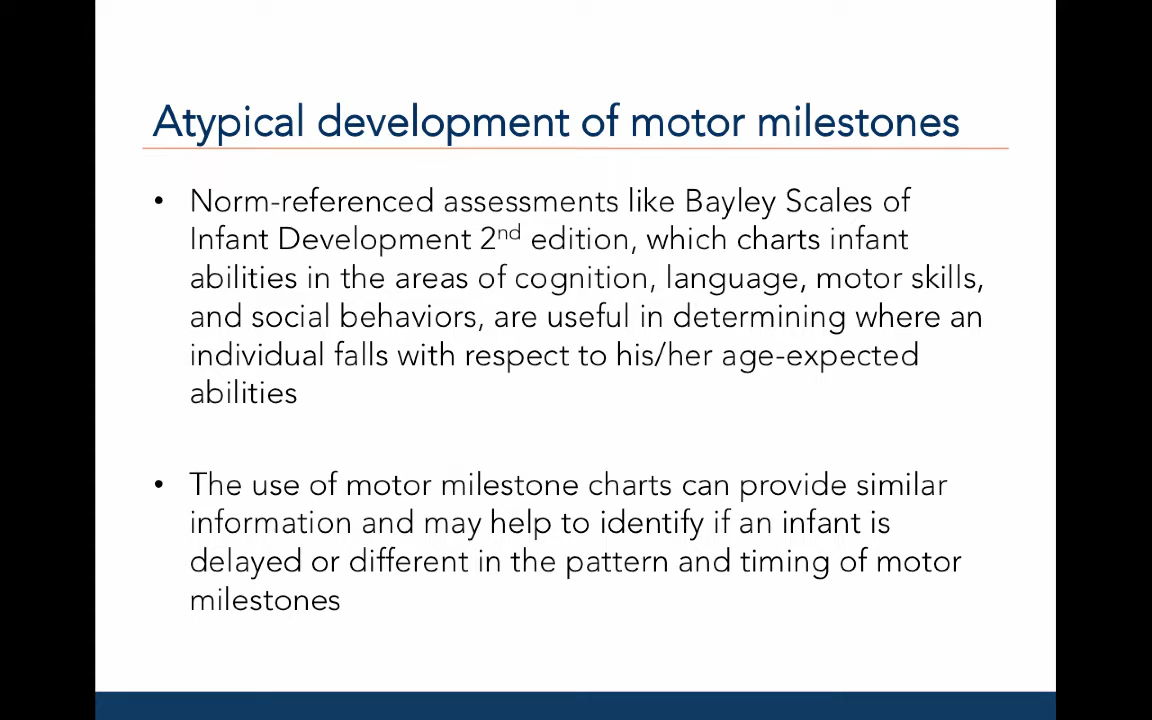 Atypical development of motor milestones
• Norm-referenced assessments like Bayley Scales of
Infant Development 2nd edition, which charts infant
abilities in the areas of cognition, language, motor skills,
and social behaviors, are useful in determining where an
individual falls with respect to his/her age-expected
abilities
• The use of motor milestone charts can provide similar
information and may help to identify if an infant is
delayed or different in the pattern and timing of motor
milestones